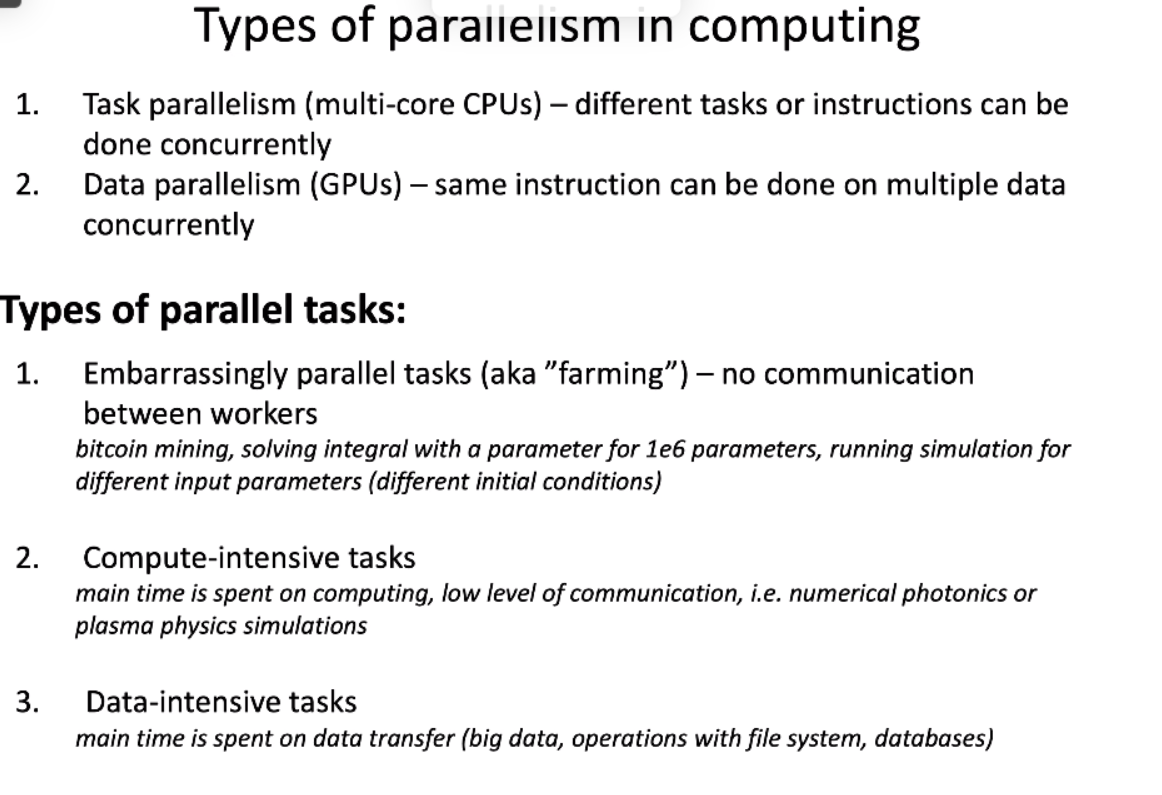 Types of parallelism in computing
1. Task parallelism (multi-core CPUs) – different tasks or instructions can be
done concurrently
2. Data parallelism (GPUs) – same instruction can be done on multiple data
concurrently
Types of parallel tasks:
1. Embarrassingly parallel tasks (aka ”farming”) – no communication
between workers
bitcoin mining, solving integral with a parameter for 1e6 parameters, running simulation for
different input parameters (different initial conditions)
2. Compute-intensive tasks
main time is spent on computing, low level of communication, i.e. numerical photonics or
plasma physics simulations
3. Data-intensive tasks
main time is spent on data transfer (big data, operations with file system, databases)